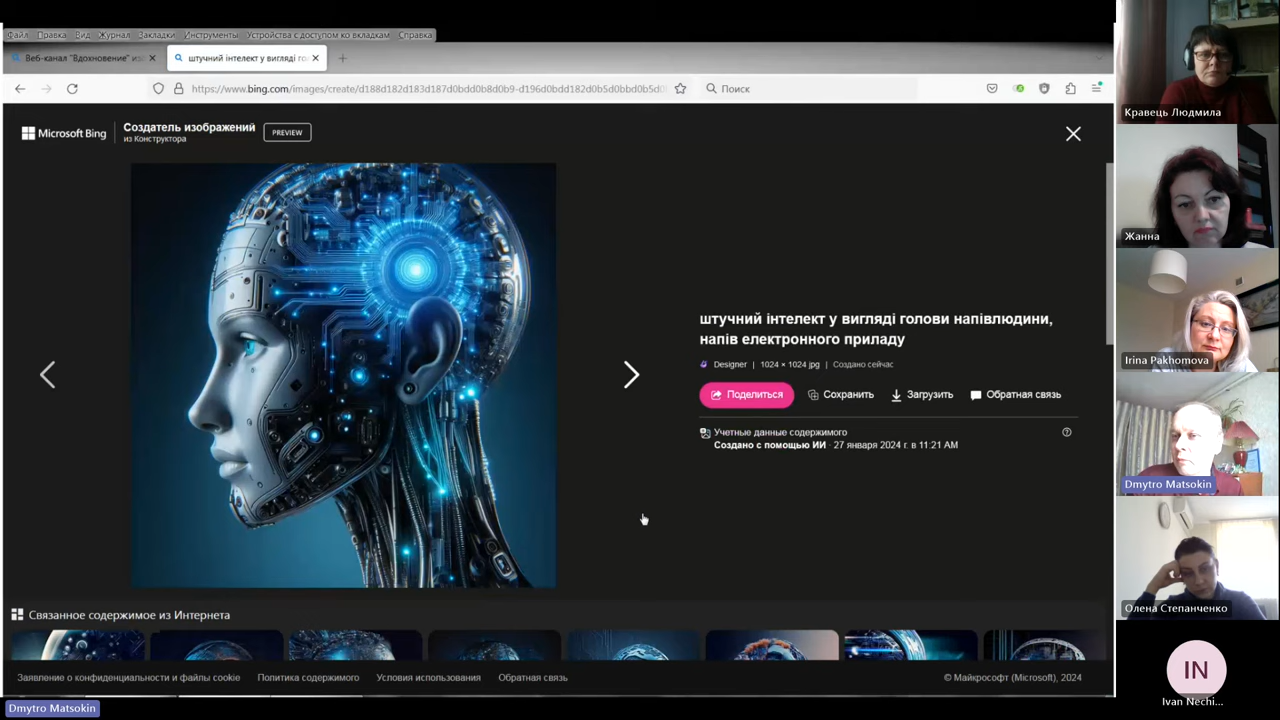 Файл Правка Вид Журнал Закладки Инструменты Устройства с доступом ко вкладкам Справка
Веб-канал "Вдохновение" из
штучний інтелект у вигляді го
https://www.bing.com/images/create/d188d182d183d187d0bdd0b8d0b9-d196d0bdd182d0b5d0bbd0b5d0
Поиск
Microsoft Bing
Создатель изображений
из Конструктора
PREVIEW
штучний інтелект у вигляді голови напівлюдини,
напів електронного приладу
Designer | 1024 × 1024 jpg | Создано сейчас
Поделиться
Сохранить
Загрузить
Обратная связь
Учетные данные содержимого
Создано с помощью ИИ · 27 января 2024 г. в 11:21 AM
Связанное содержимое из Интернета
Заявление о конфиденциальности и файлы cookie
Политика содержимого
Условия использования
Обратная связь
© Майкрософт (Microsoft), 2024
Dmytro Matsokin
Кравець Людмила
Жанна
Irina Pakhomova
Dmytro Matsokin
Олена Степанченко
IN
Ivan Nechi...